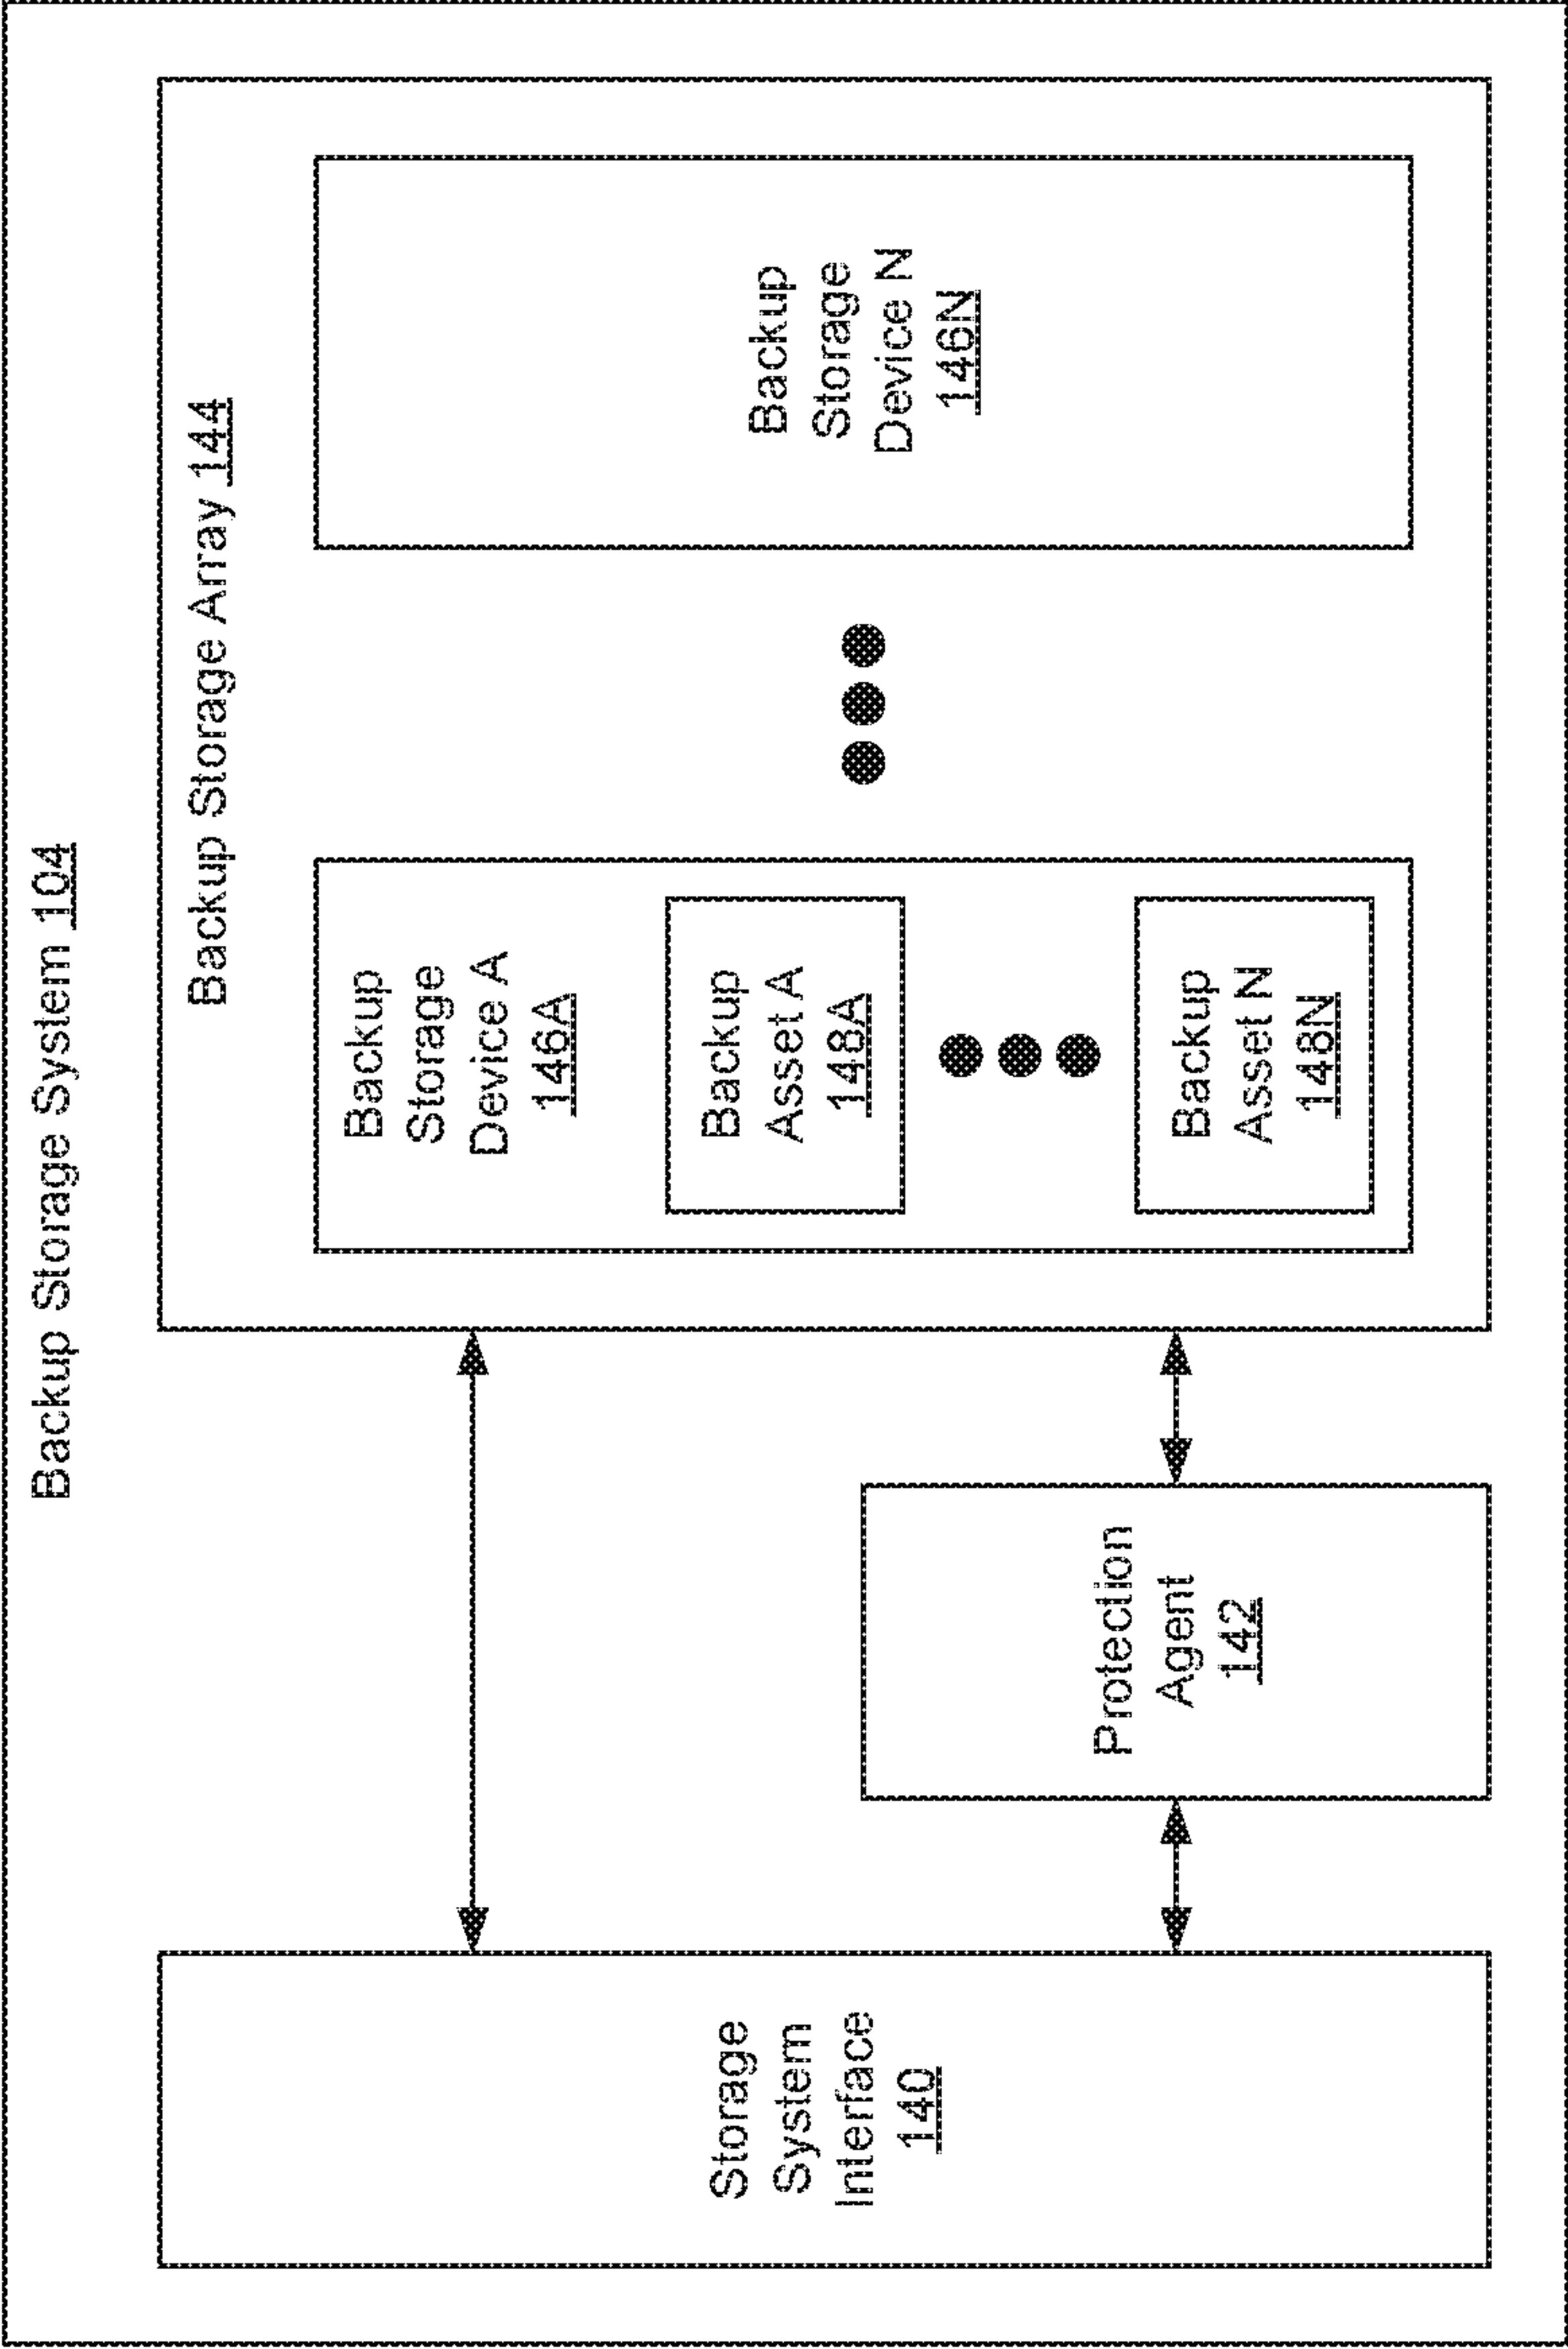 Backup Storage System 104
Storage
System
Interface
140
Protection
Agent
142
Backup Storage Array 144
Backup
Storage
Device A
146A
Backup
Asset A
148A
Backup
Asset N
148N
Backup
Storage
Device N
146N